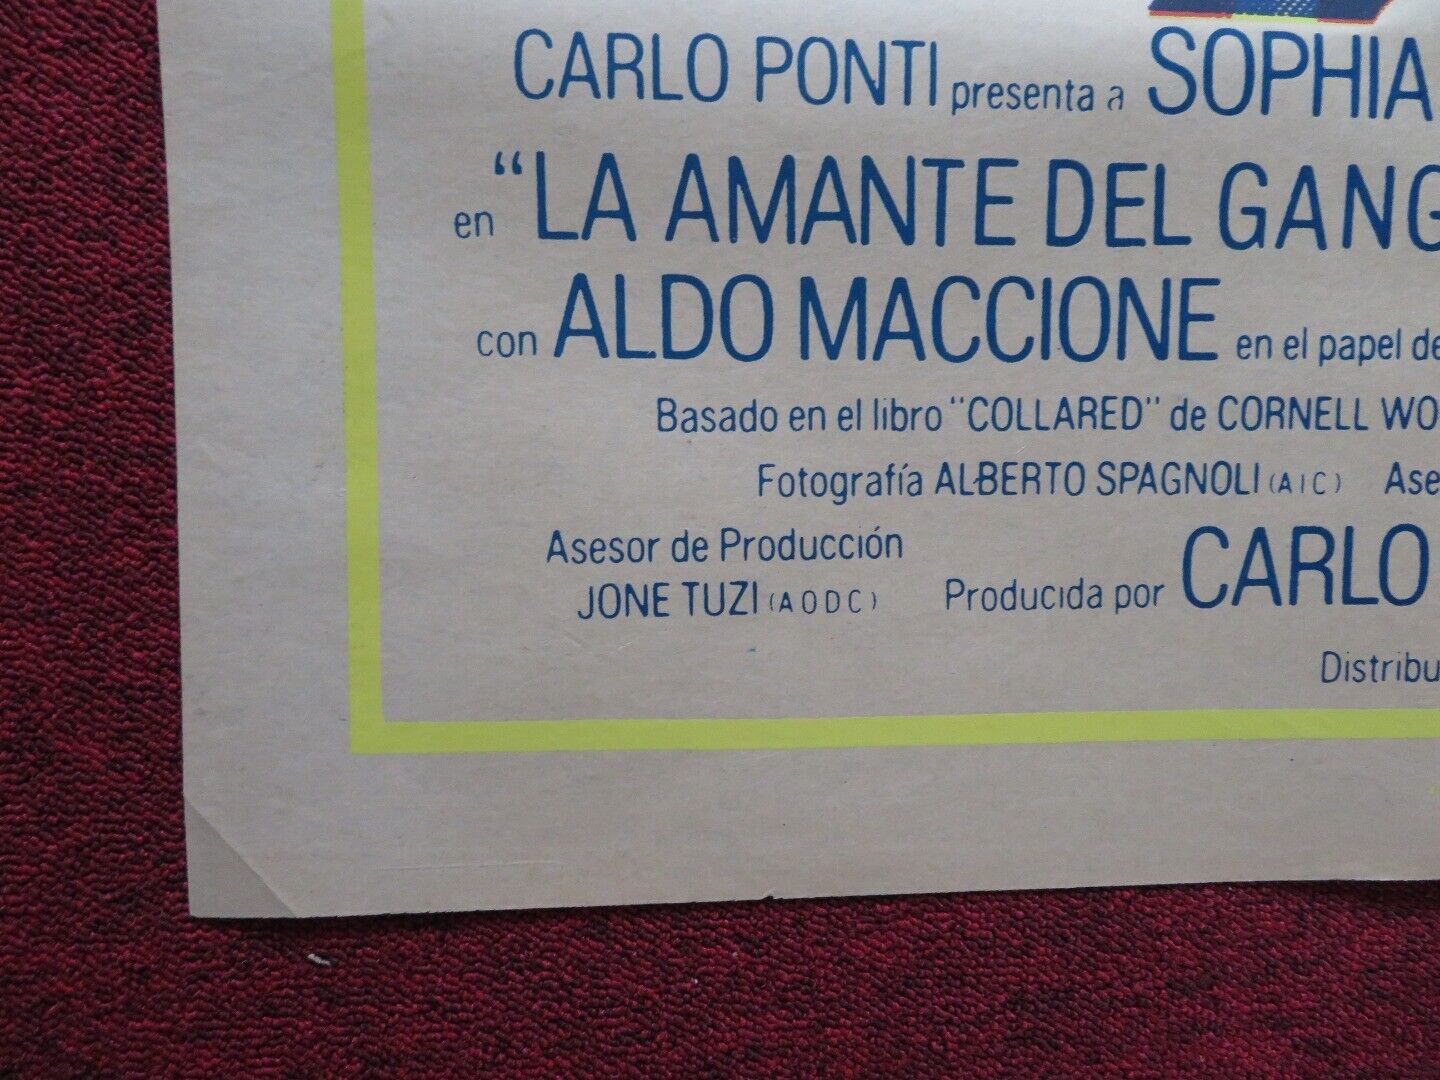 CARLO PONTI presenta a SOPHIA
en "LA AMANTE DEL GANG
con ALDO MACCIONE en el papel de
Basado en el libro "COLLARED" de CORNELL WO
Fotografía ALBERTO SPAGNOLI (AIC) Ase
Asesor de Producción
JONE TUZI (AODC)
Producida por CARLO
Distribu